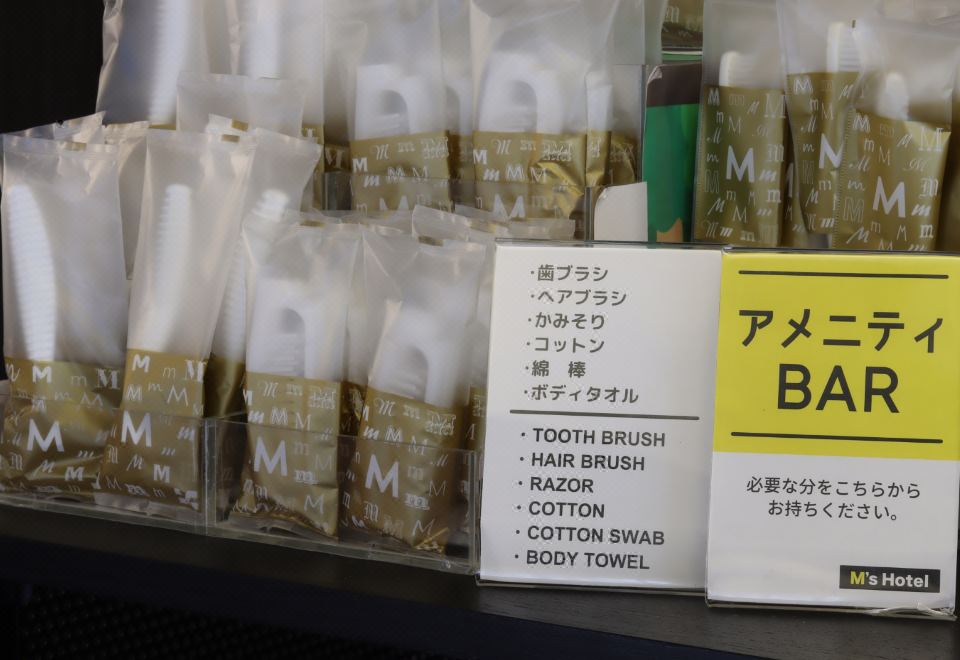 ・歯ブラシ
・ヘアブラシ
・かみそり
・コットン
・綿　棒
・ボディタオル
・TOOTH BRUSH
・HAIR BRUSH
・RAZOR
・COTTON
・COTTON SWAB
・BODY TOWEL
アメニティ
BAR
必要な分をこちらから
お持ちください。
M's Hotel
M
M
M
M
M
M